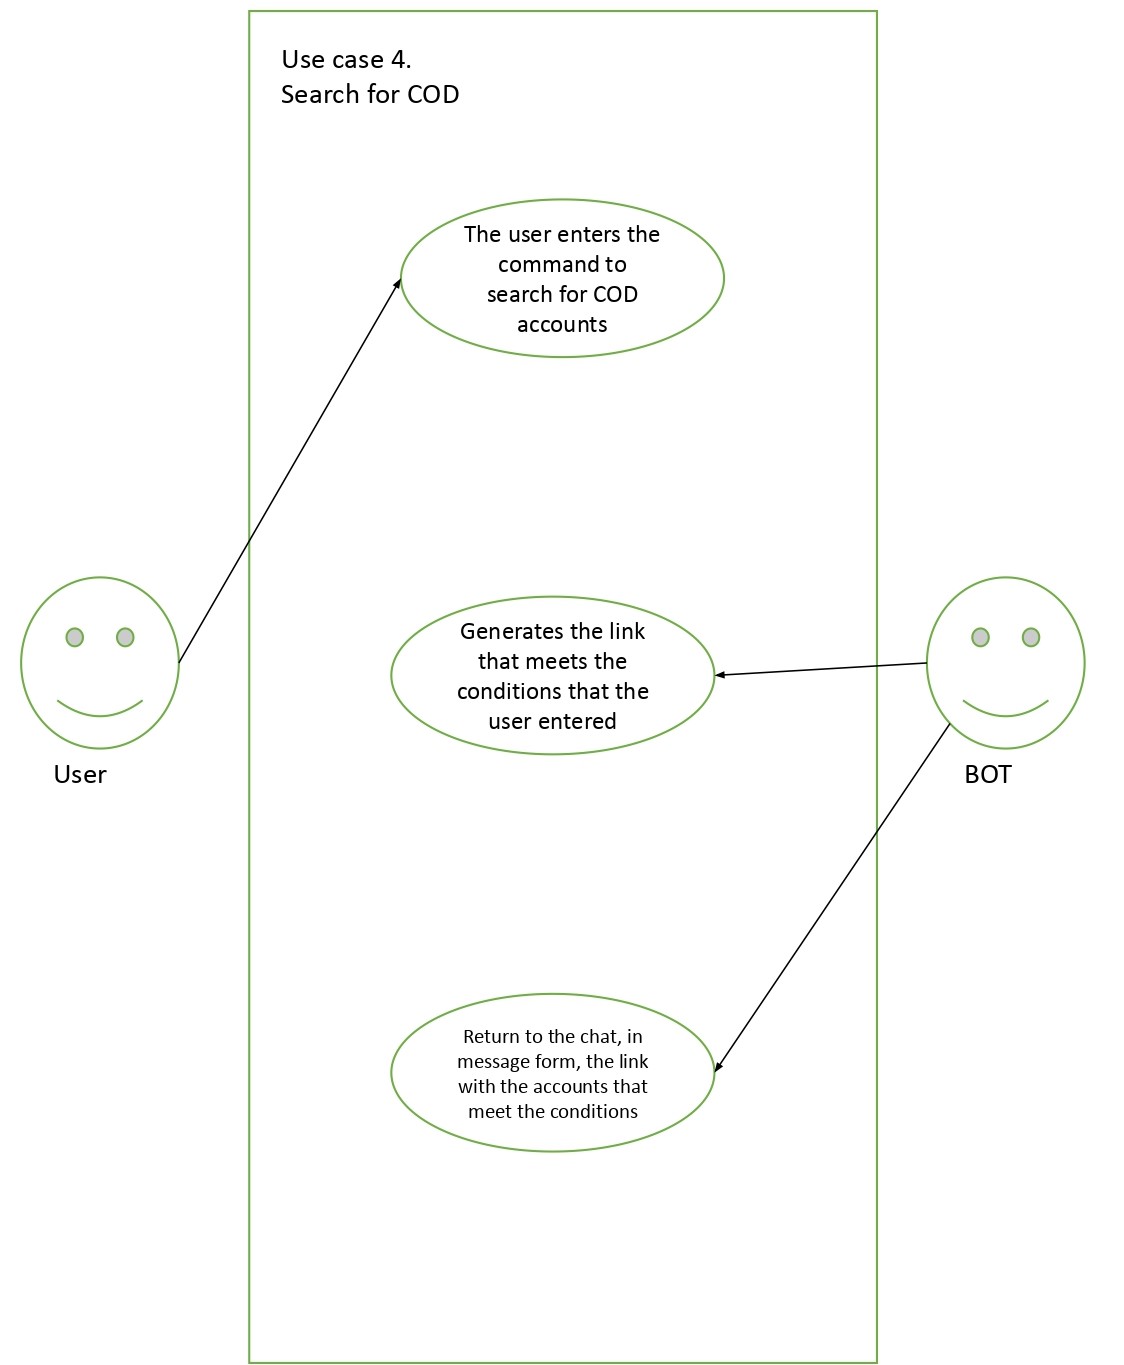 Use case 4.
Search for COD
The user enters the
command to
search for COD
accounts
Generates the link
that meets the
conditions that the
user entered
User
BOT
Return to the chat, in
message form, the link
with the accounts that
meet the conditions